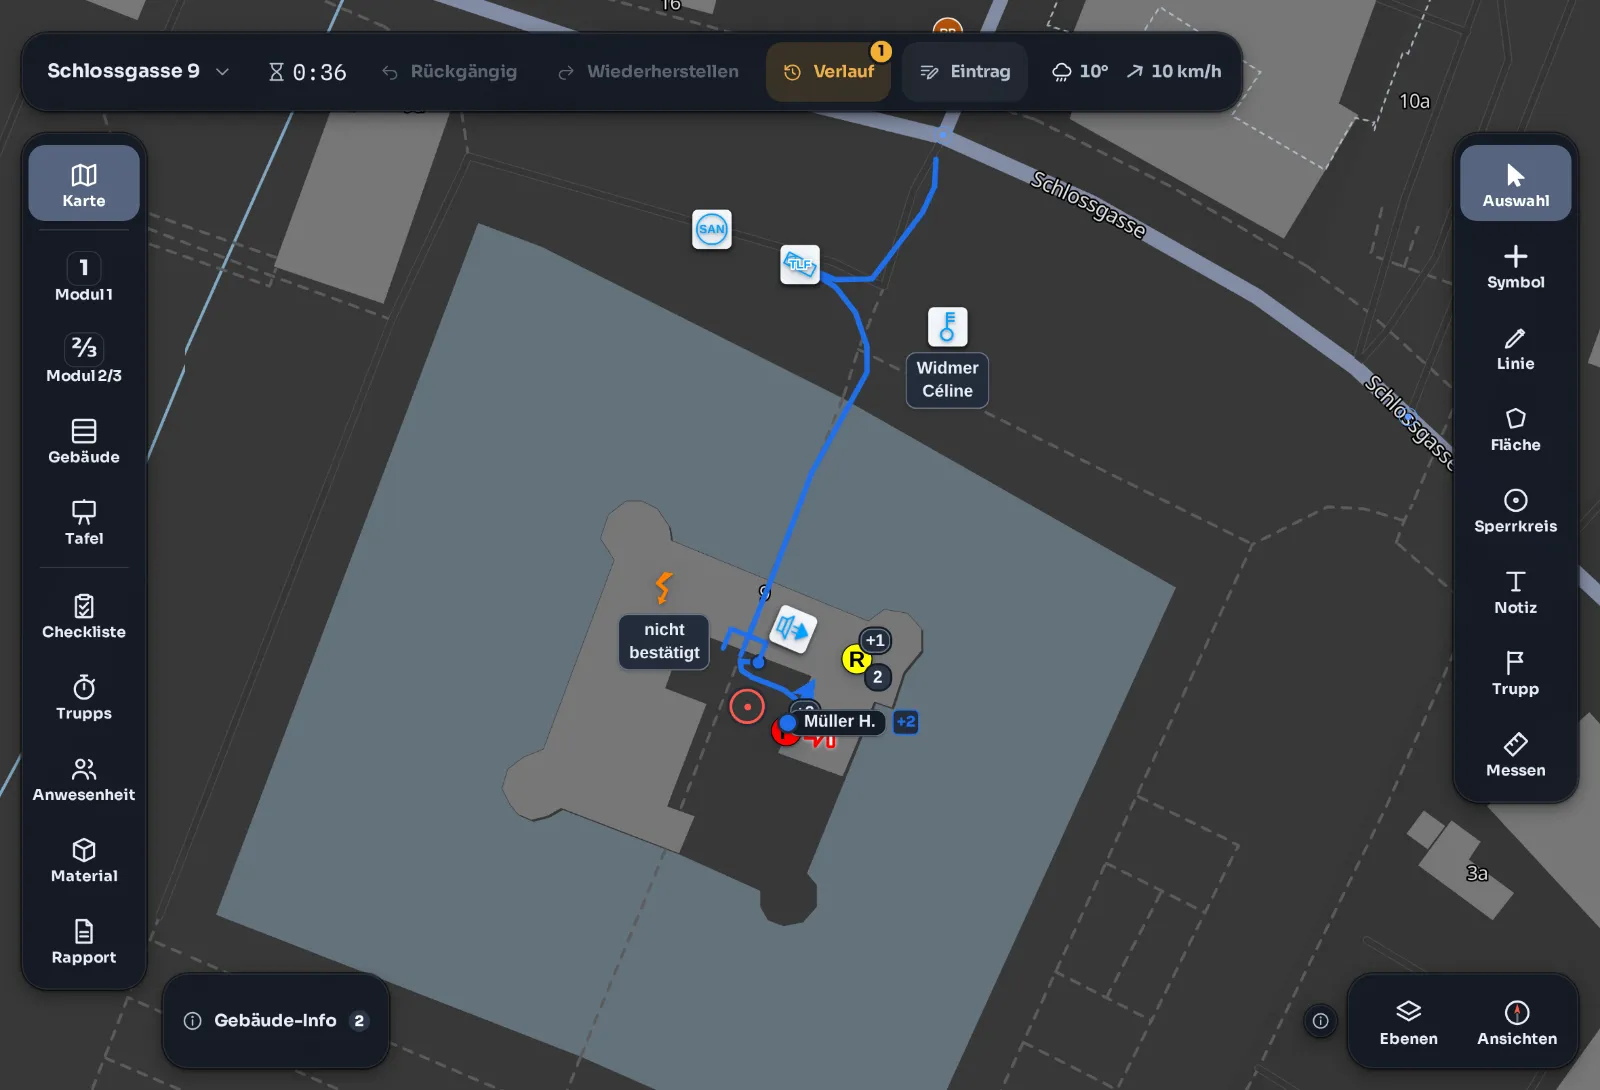 16
Schlossgasse 9
0:36
Rückgängig
Wiederherstellen
Verlauf
1
Eintrag
10°
10 km/h
10a
Karte
1
Modul 1
⅔
Modul 2/3
Gebäude
Tafel
Checkliste
Trupps
Anwesenheit
Material
Rapport
Auswahl
Symbol
Linie
Fläche
Sperrkreis
Notiz
Trupp
Messen
Schlossgasse
Schlossgasse
SAN
TLF
Widmer
Céline
9
nicht
bestätigt
R
+1
2
Müller H.
+2
3a
Gebäude-Info
2
Ebenen
Ansichten